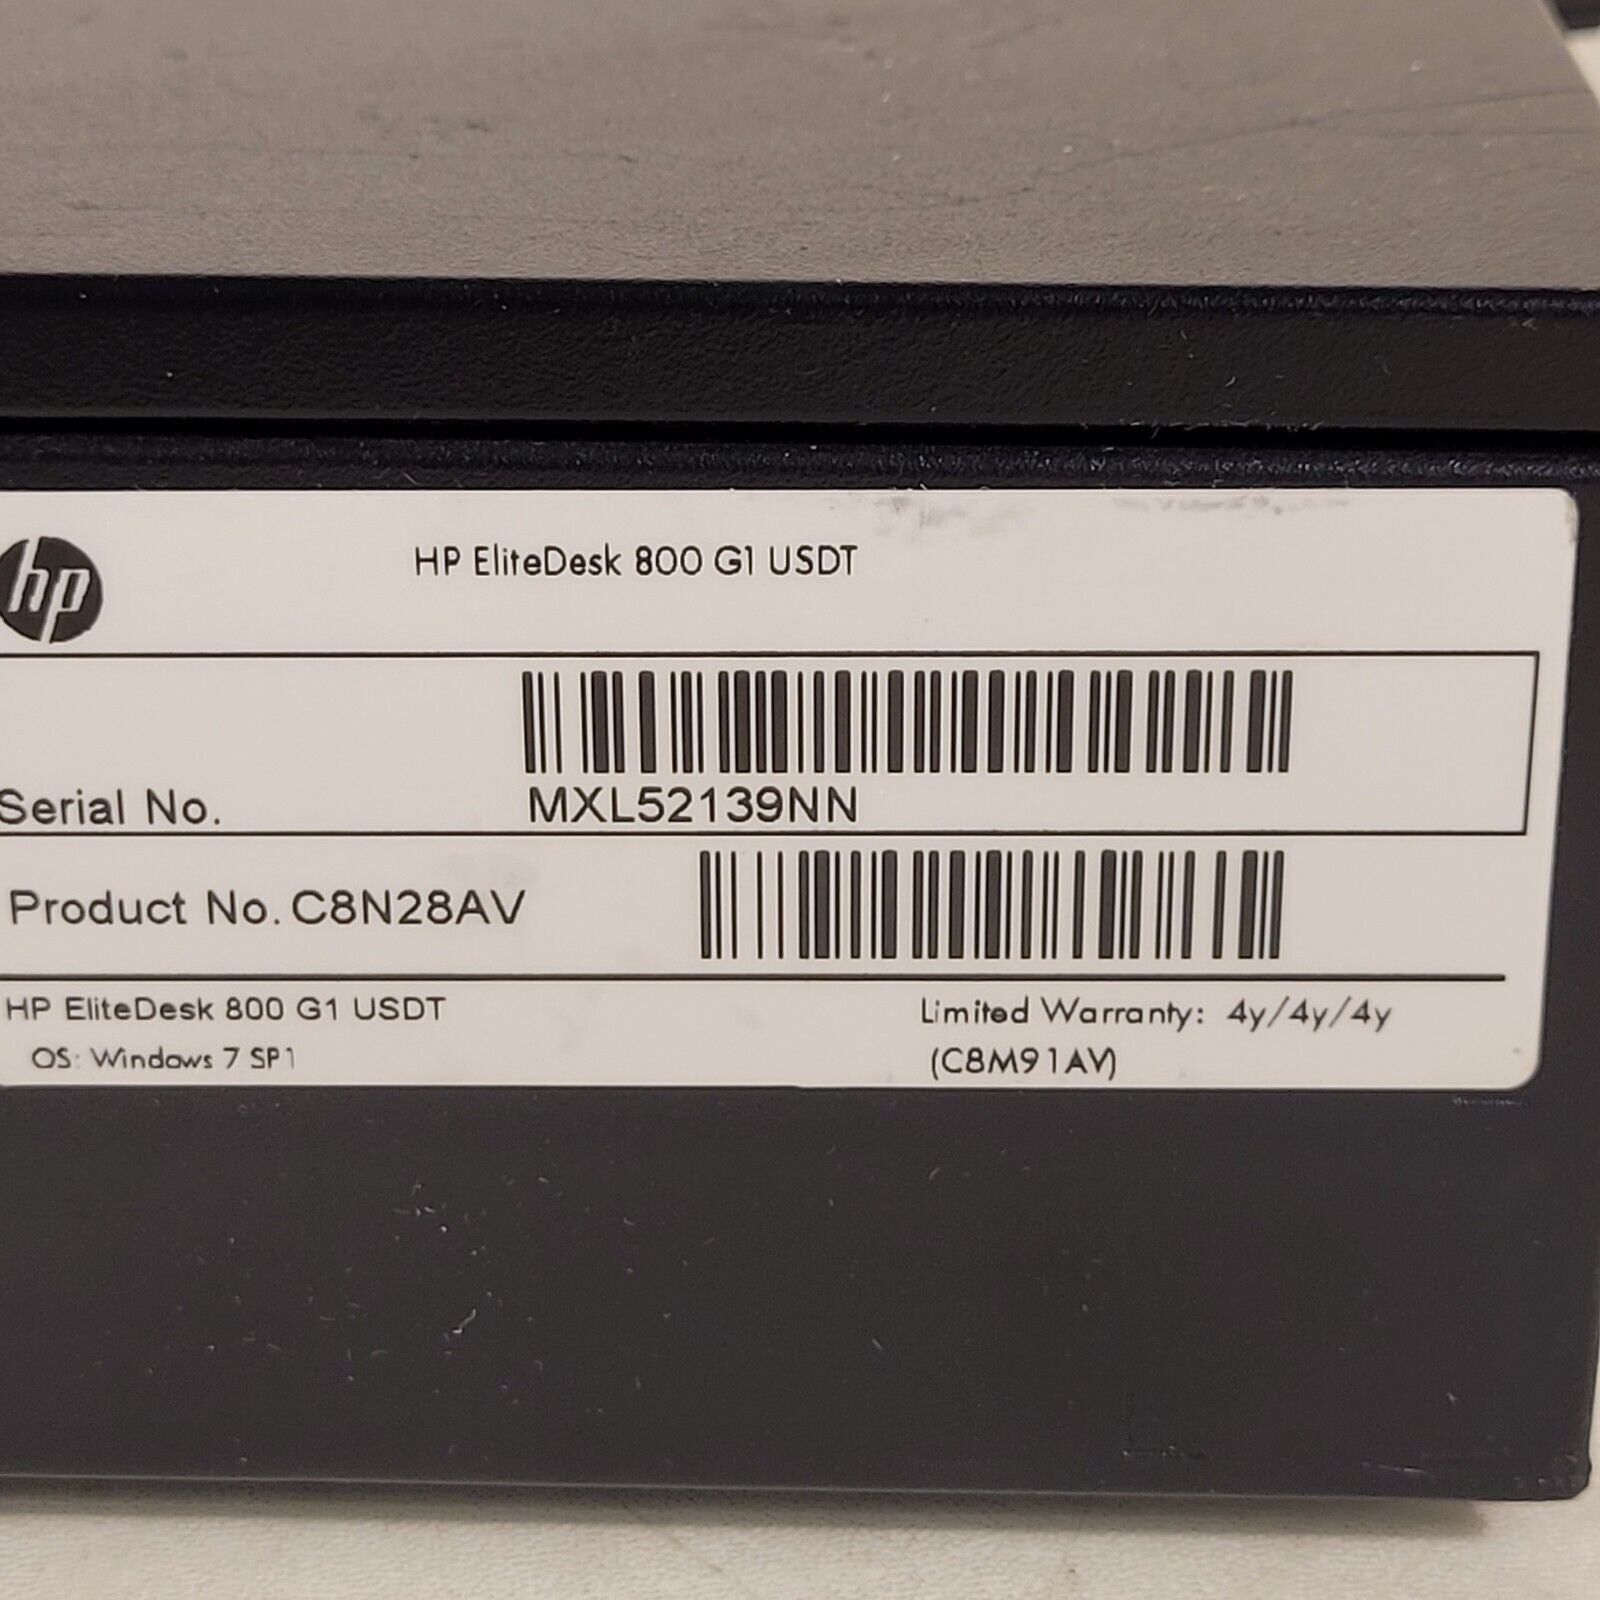 hp
HP EliteDesk 800 G1 USDT
Serial No.
MXL52139NN
Product No. C8N28AV
HP EliteDesk 800 G1 USDT
Limited Warranty: 4y/4y/4y
OS: Windows 7 SP1
(C8M91AV)